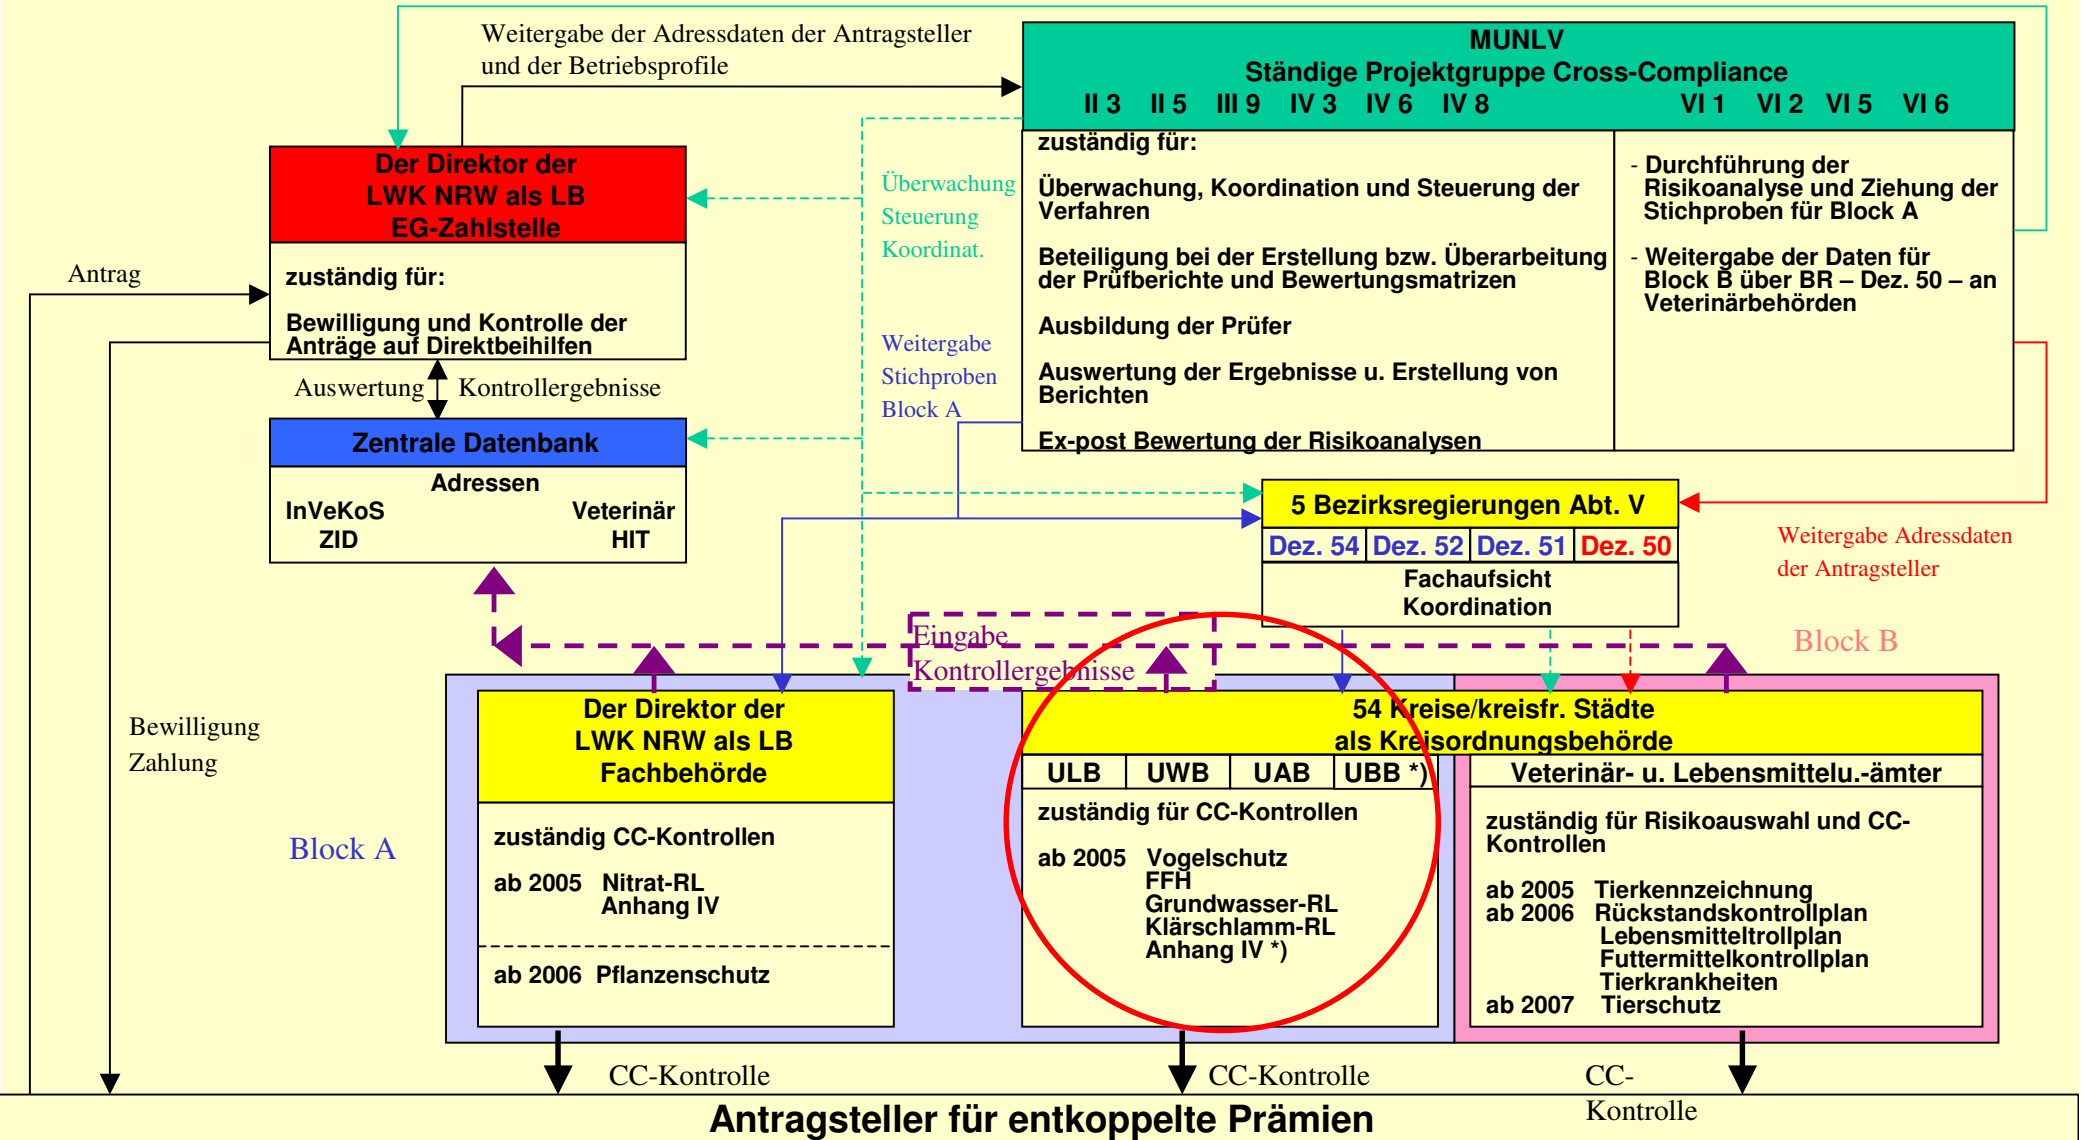 Weitergabe der Adressdaten der Antragsteller
und der Betriebsprofile
MUNLV
Ständige Projektgruppe Cross-Compliance
II 3 II 5 III 9 IV 3 IV 6 IV 8 VI 1 VI 2 VI 5 VI 6
zuständig für:
Überwachung, Koordination und Steuerung der
Verfahren
Beteiligung bei der Erstellung bzw. Überarbeitung
der Prüfberichte und Bewertungsmatrizen
Ausbildung der Prüfer
Auswertung der Ergebnisse u. Erstellung von
Berichten
Ex-post Bewertung der Risikoanalysen
- Durchführung der
Risikoanalyse und Ziehung der
Stichproben für Block A
- Weitergabe der Daten für
Block B über BR – Dez. 50 – an
Veterinärbehörden
Der Direktor der
LWK NRW als LB
EG-Zahlstelle
zuständig für:
Bewilligung und Kontrolle der
Anträge auf Direktbeihilfen
Antrag
Überwachung
Steuerung
Koordinat.
Weitergabe
Stichproben
Block A
Auswertung Kontrollergebnisse
Zentrale Datenbank
Adressen
InVeKoS Veterinär
ZID HIT
5 Bezirksregierungen Abt. V
Dez. 54 Dez. 52 Dez. 51 Dez. 50
Fachaufsicht
Koordination
Weitergabe Adressdaten
der Antragsteller
Eingabe
Kontrollergebnisse
Block B
Bewilligung
Zahlung
Block A
Der Direktor der
LWK NRW als LB
Fachbehörde
zuständig CC-Kontrollen
ab 2005 Nitrat-RL
Anhang IV
ab 2006 Pflanzenschutz
54 Kreise/kreisfr. Städte
als Kreisordnungsbehörde
ULB UWB UAB UBB *)
zuständig für CC-Kontrollen
ab 2005 Vogelschutz
FFH
Grundwasser-RL
Klärschlamm-RL
Anhang IV *)
Veterinär- u. Lebensmittelu.-ämter
zuständig für Risikoauswahl und CC-
Kontrollen
ab 2005 Tierkennzeichnung
ab 2006 Rückstandskontrollplan
Lebensmitteltrollplan
Futtermittelkontrollplan
Tierkrankheiten
ab 2007 Tierschutz
CC-Kontrolle
CC-Kontrolle
CC-
Kontrolle
Antragsteller für entkoppelte Prämien